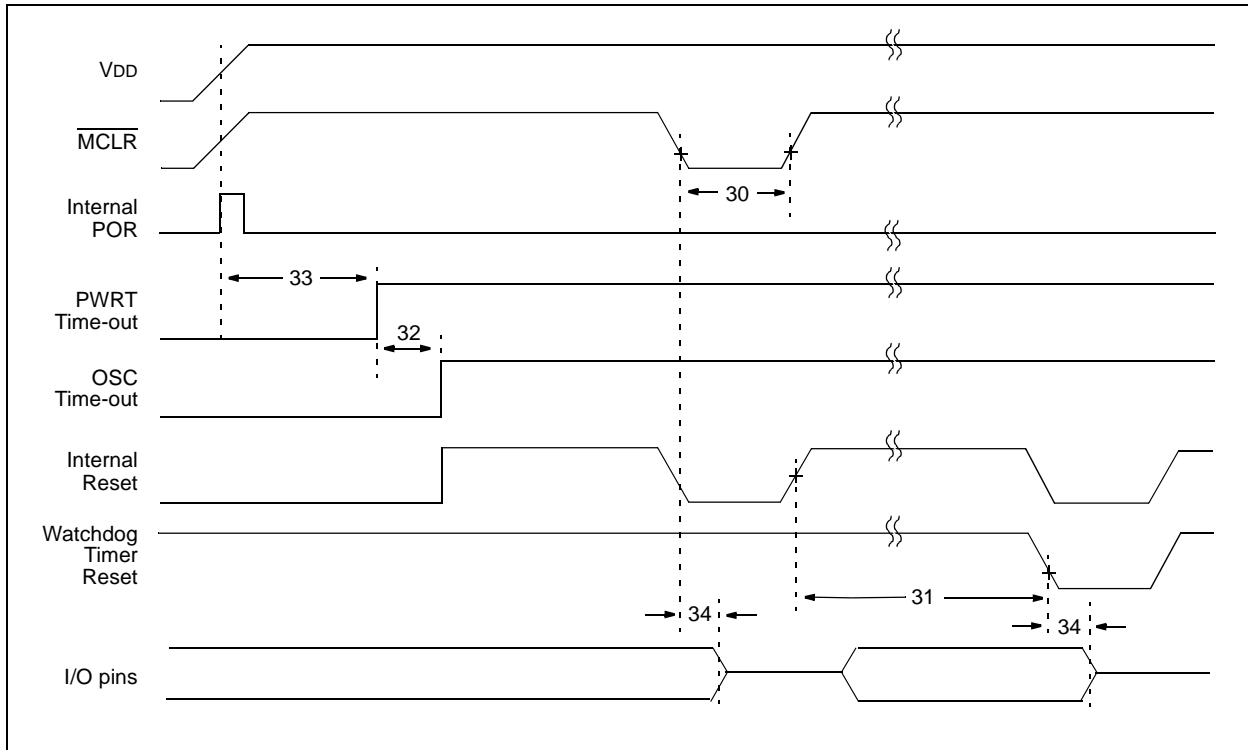 VDD
MCLR
30
Internal
POR
33
PWRT
Time-out
32
OSC
Time-out
Internal
Reset
Watchdog
Timer
Reset
31
34
34
I/O pins